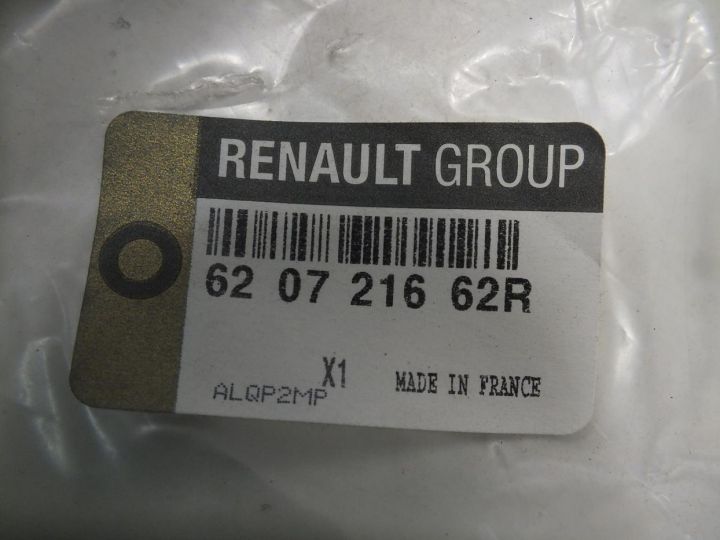 RENAULT GROUP
62 07 216 62R
X1
ALQP2MP
MADE IN FRANCE